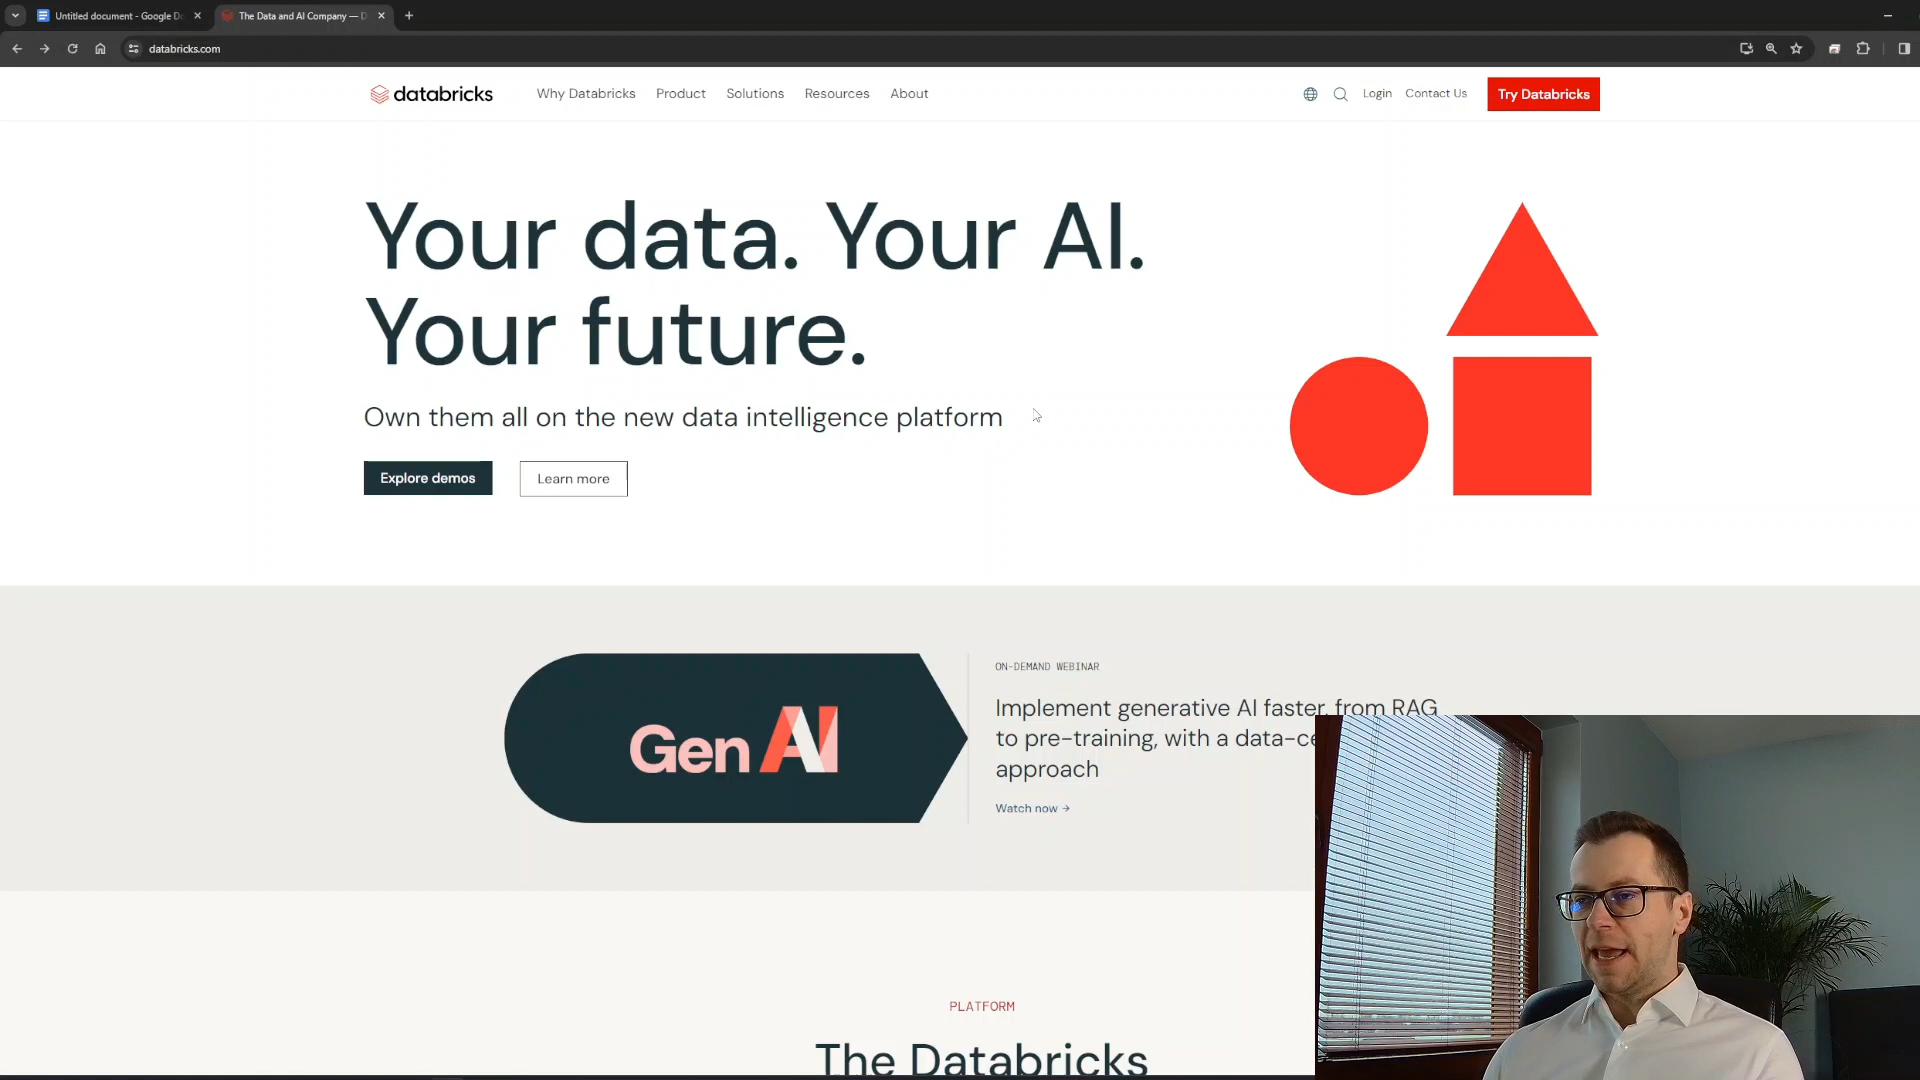 Untitled document - Google D
The Data and AI Company — D
databricks.com
databricks
Why Databricks
Product
Solutions
Resources
About
Login
Contact Us
Try Databricks
Your data. Your AI.
Your future.
Own them all on the new data intelligence platform
Explore demos
Learn more
Gen AI
ON-DEMAND WEBINAR
Implement generative AI faster, from RAG
to pre-training, with a data-ce
approach
Watch now →
PLATFORM
The Databricks